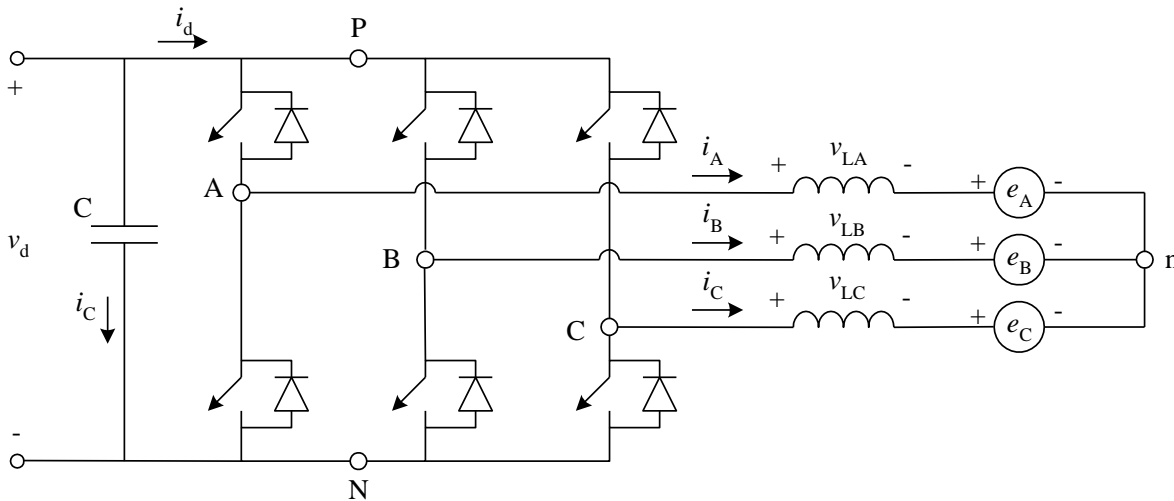 i_d
P
+
A
i_A
+
v_LA
-
+
e_A
-
C
v_d
B
i_B
+
v_LB
-
+
e_B
-
n
i_C
C
i_C
+
v_LC
-
+
e_C
-
-
N